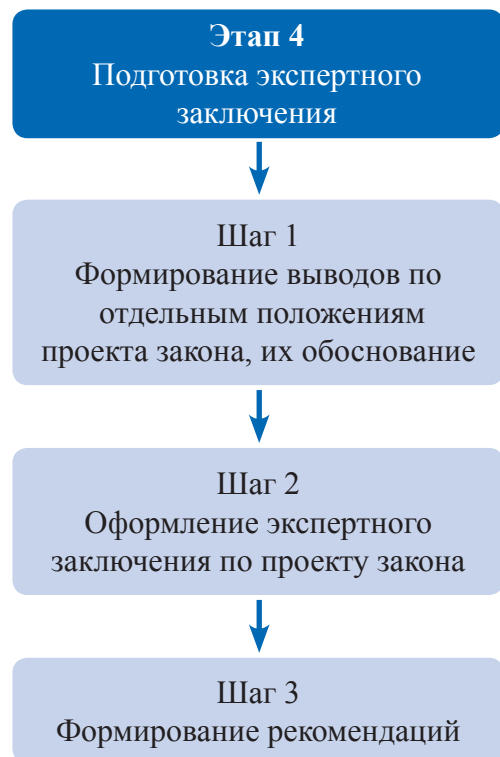 Этап 4
Подготовка экспертного
заключения
Шаг 1
Формирование выводов по
отдельным положениям
проекта закона, их обоснование
Шаг 2
Оформление экспертного
заключения по проекту закона
Шаг 3
Формирование рекомендаций